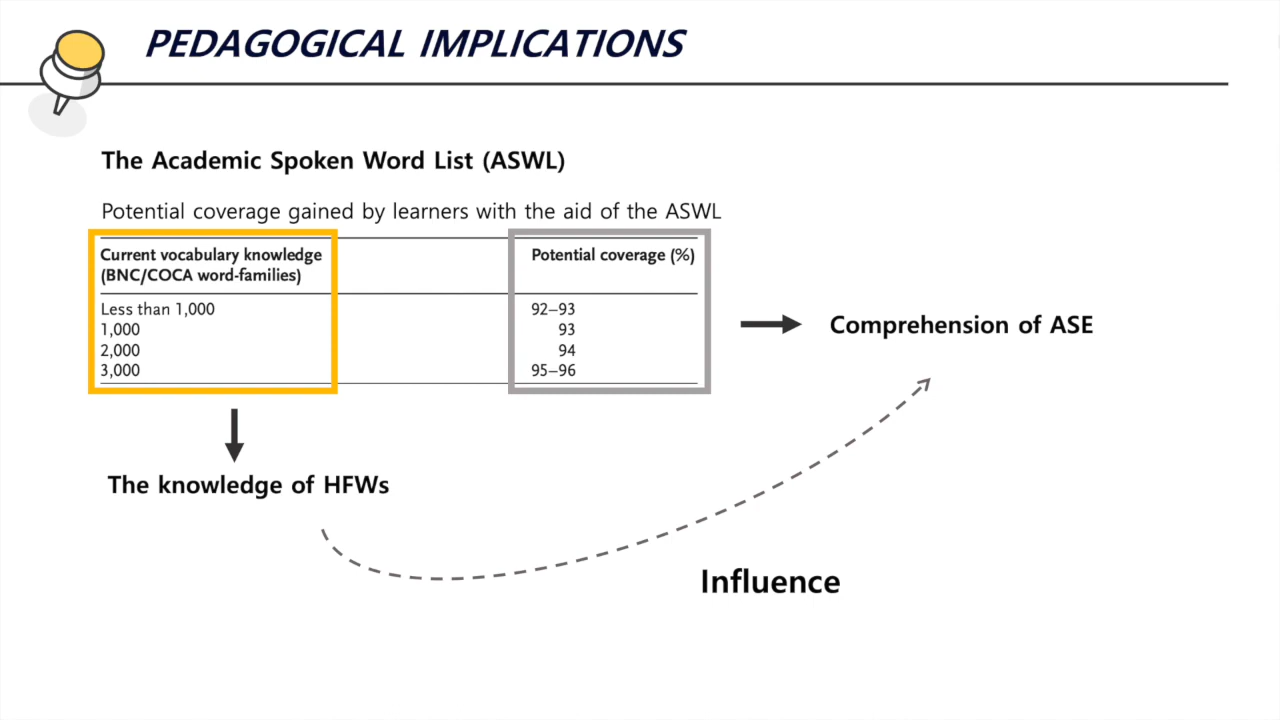 PEDAGOGICAL IMPLICATIONS
The Academic Spoken Word List (ASWL)
Potential coverage gained by learners with the aid of the ASWL
Current vocabulary knowledge Potential coverage (%)
(BNC/COCA word-families)
Less than 1,000 92–93
1,000 93
2,000 94
3,000 95–96
Comprehension of ASE
The knowledge of HFWs
Influence